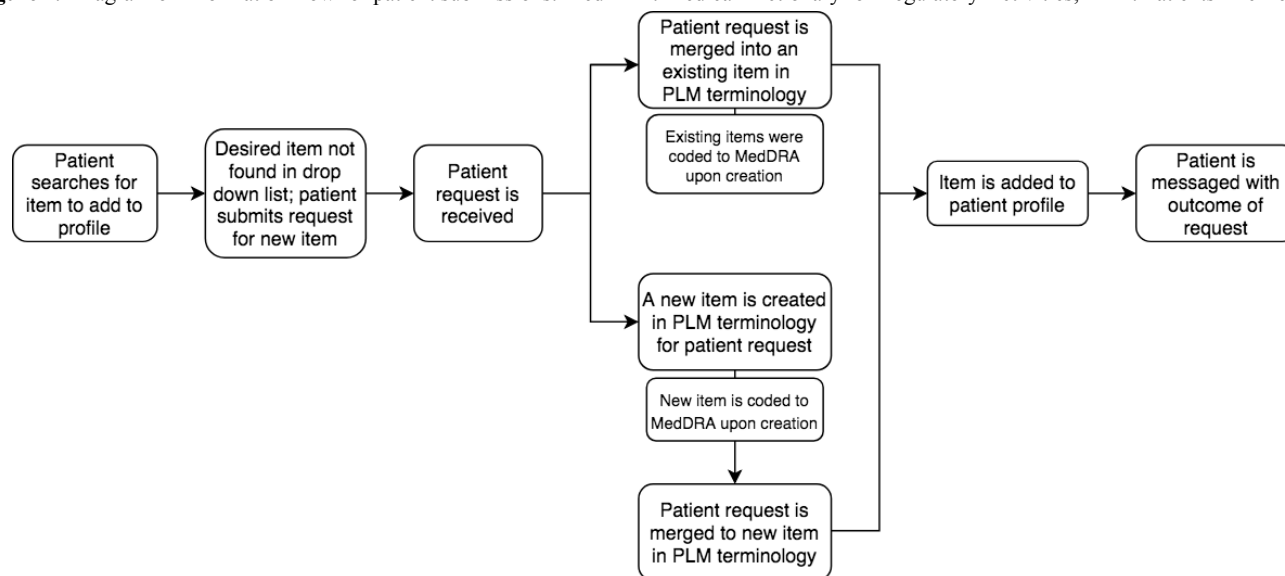 Patient request is
merged into an
existing item in
PLM terminology
Existing items were
coded to MedDRA
upon creation
Patient
searches for
item to add to
profile
Desired item not
found in drop
down list; patient
submits request
for new item
Patient
request is
received
A new item is created
in PLM terminology
for patient request
New item is coded to
MedDRA upon creation
Patient request is
merged to new item
in PLM terminology
Item is added to
patient profile
Patient is
messaged with
outcome of
request